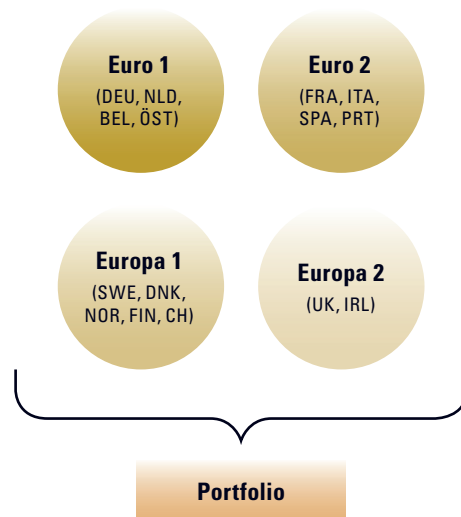 Euro 1
(DEU, NLD,
BEL, ÖST)
Euro 2
(FRA, ITA,
SPA, PRT)
Europa 1
(SWE, DNK,
NOR, FIN, CH)
Europa 2
(UK, IRL)
Portfolio